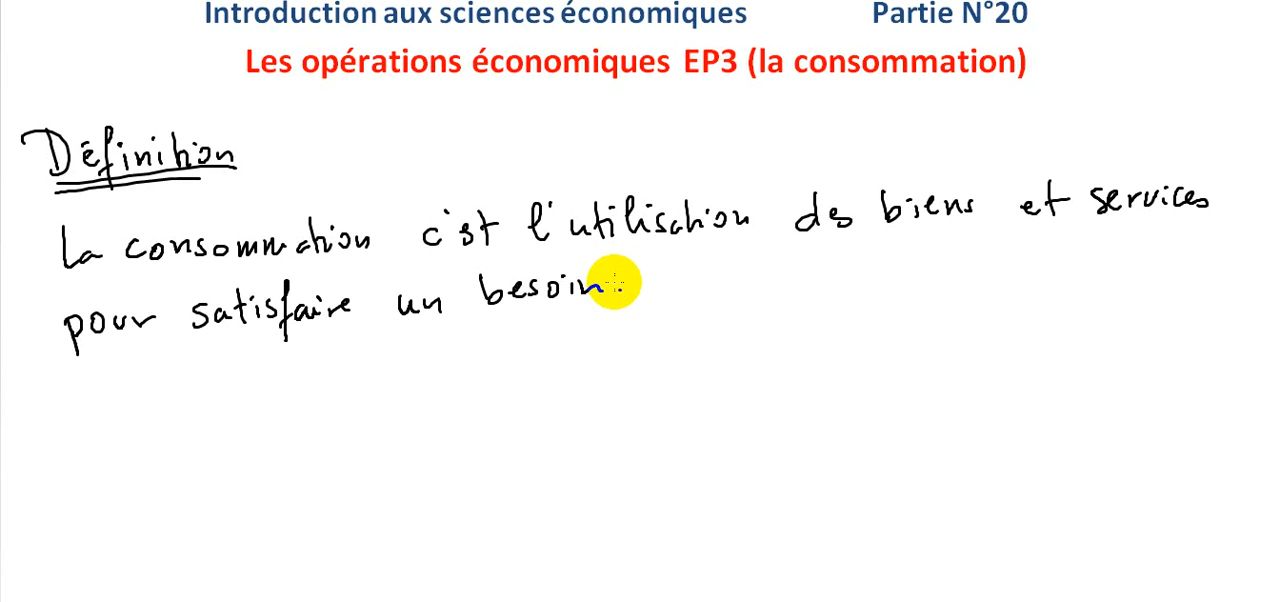 Introduction aux sciences économiques Partie N°20
Les opérations économiques EP3 (la consommation)
Définition
La consommation c'est l'utilisation des biens et services
pour satisfaire un besoin.